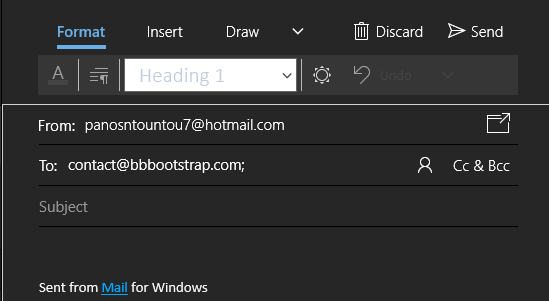 Format Insert Draw Discard Send
A Heading 1 Undo
From: panosntountou7@hotmail.com
To: contact@bbbootstrap.com; Cc & Bcc
Subject
Sent from Mail for Windows